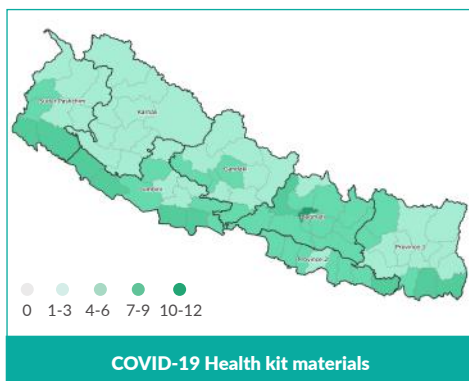 Sudur Pashchim
Karnali
Gandaki
Lumbini
Bagmati
Province 1
Province 2
0 1-3 4-6 7-9 10-12
COVID-19 Health kit materials